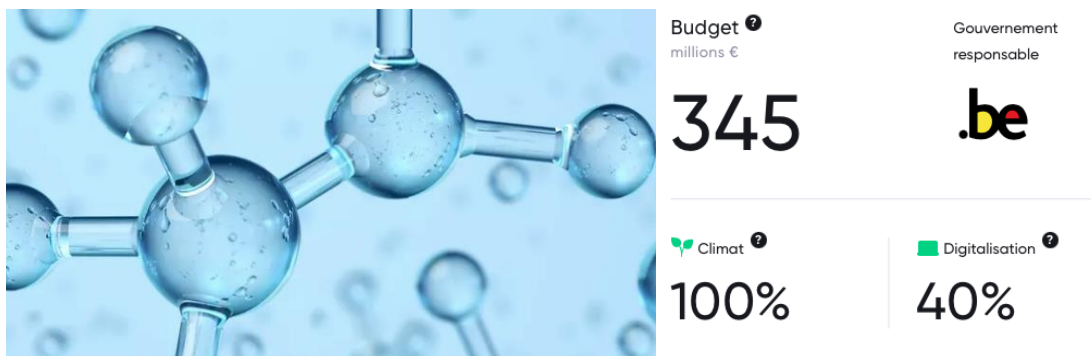 Budget ?
millions €
345
Gouvernement
responsable
.be
Climat ?
100%
Digitalisation ?
40%